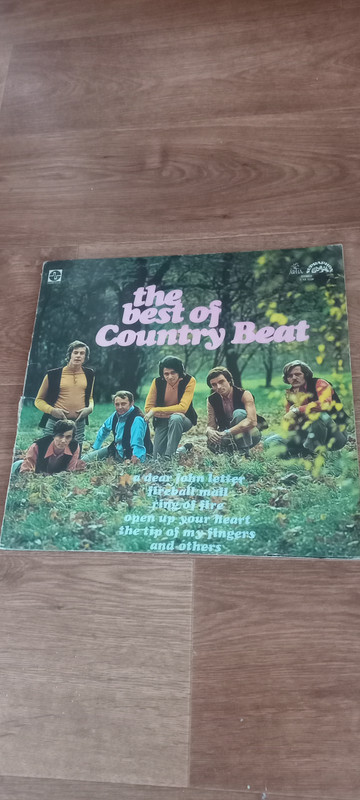 the
best of
Country Beat
a dear john letter
fireball mail
ring of fire
open up your heart
the tip of my fingers
and others